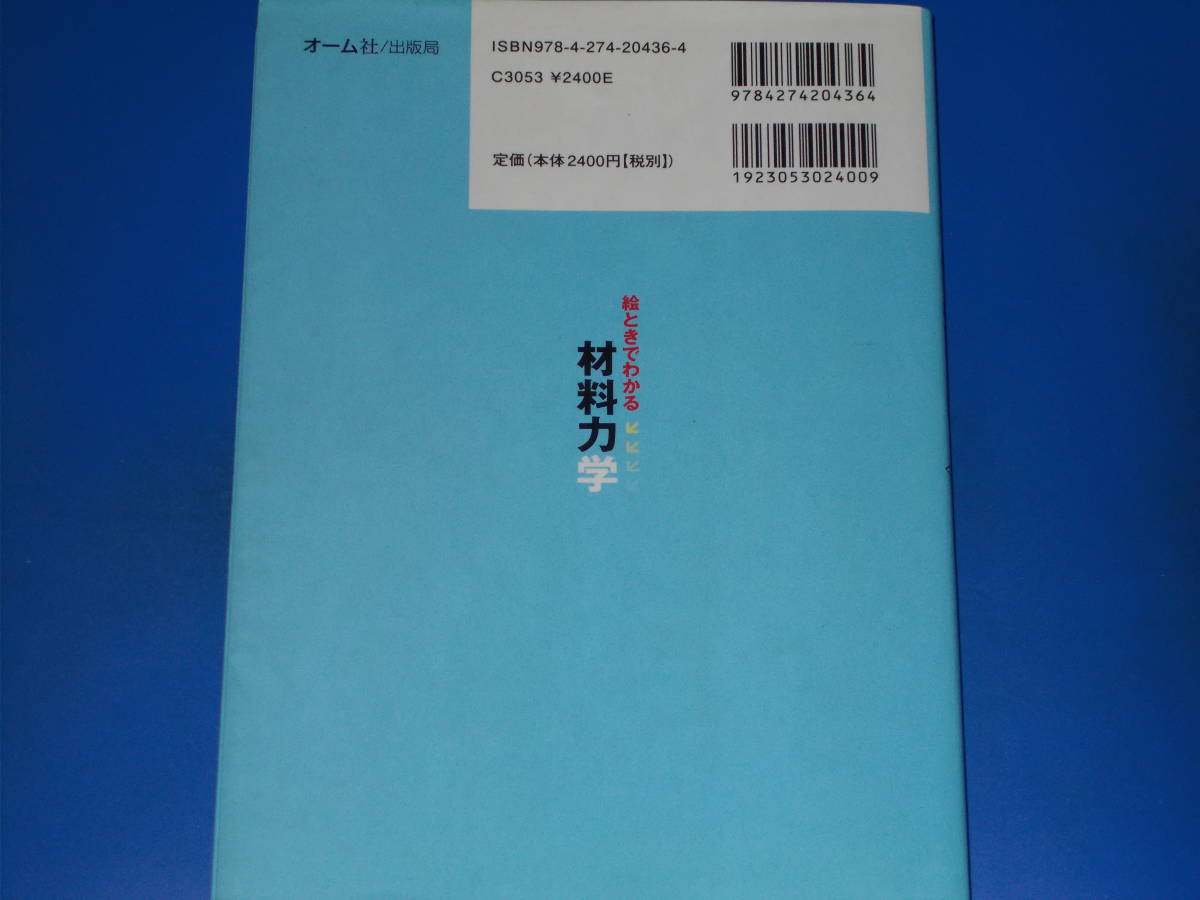 オーム社/出版局
ISBN978-4-274-20436-4
C3053 ¥2400E
定価(本体2400円【税別】)
9784274204364
1923053024009
絵ときでわかる
材料力学